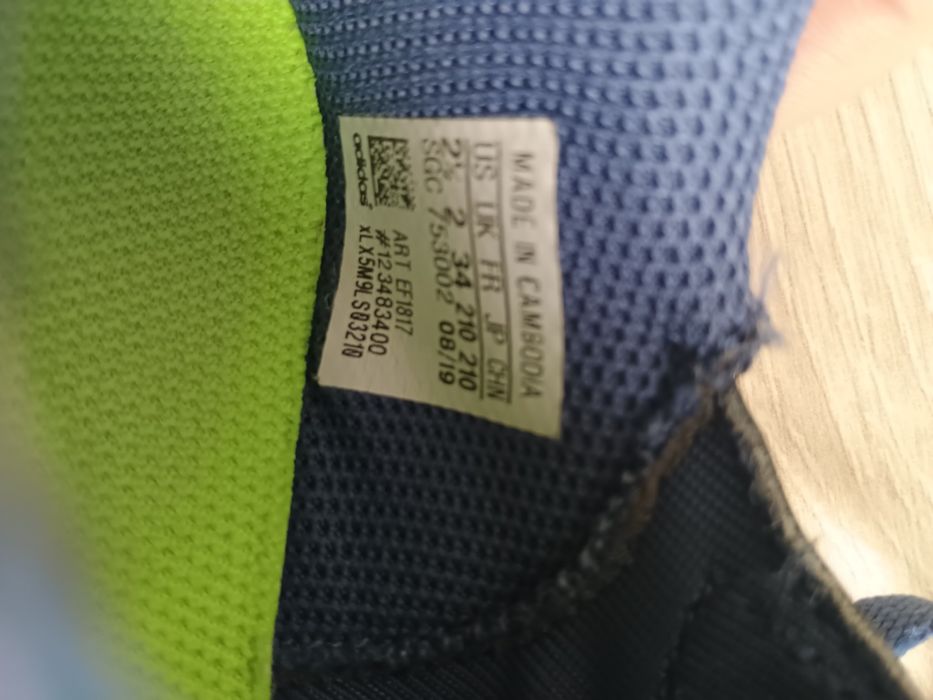 MADE IN CAMBODIA
US UK FR JP CHN
2½ 2 34 210 210
SGC 753002 08/19
ART EF1817
#123483400
xLX5M9LS03210
adidas